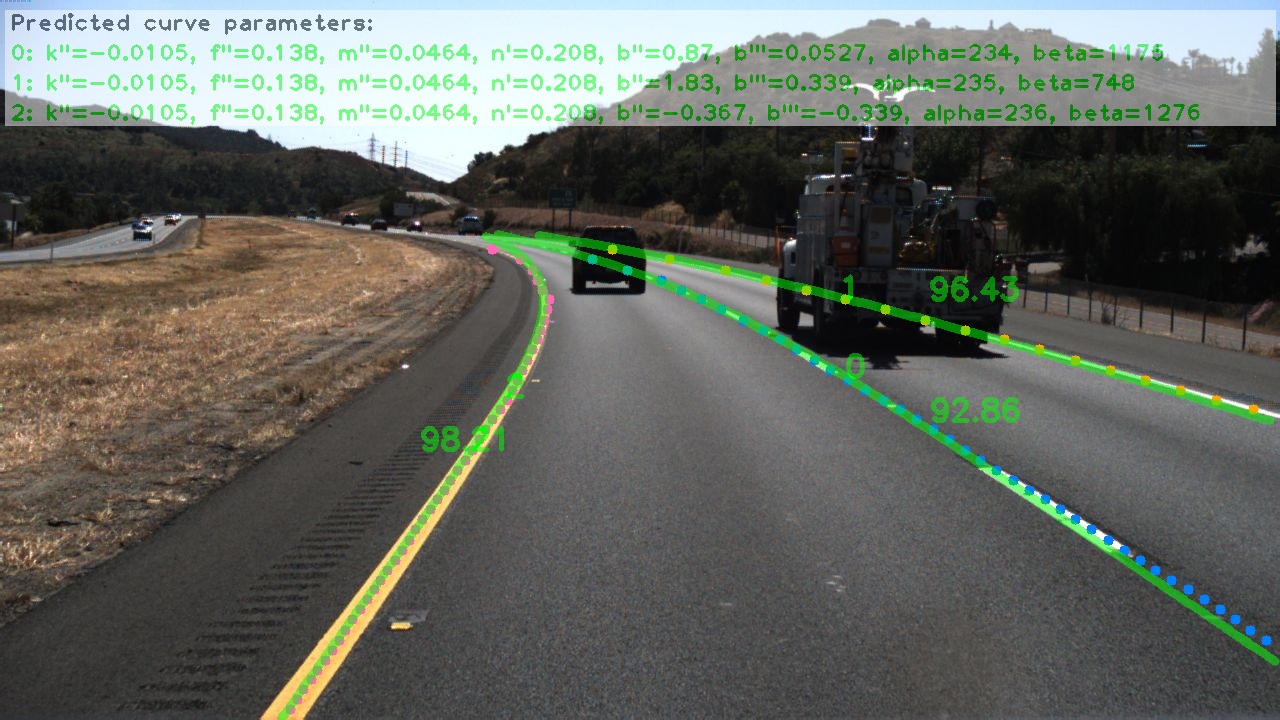 Predicted curve parameters:
0: k''=-0.0105, f''=0.138, m''=0.0464, n'=0.208, b''=0.87, b'''=0.0527, alpha=234, beta=1175
1: k''=-0.0105, f''=0.138, m''=0.0464, n'=0.208, b''=1.83, b'''=0.339, alpha=235, beta=748
2: k''=-0.0105, f''=0.138, m''=0.0464, n'=0.208, b''=-0.367, b'''=-0.339, alpha=236, beta=1276
1 96.43
0
92.86
2
98.21